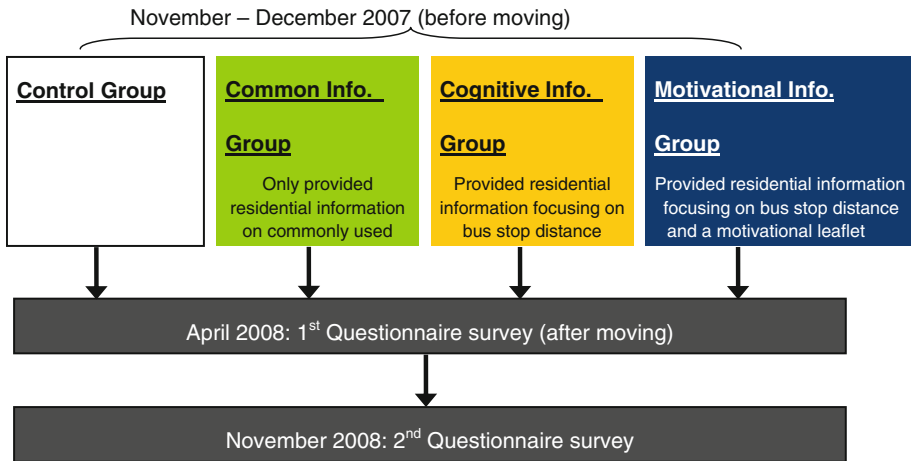 November – December 2007 (before moving)
Control Group
Common Info.
Group
Only provided
residential information
on commonly used
Cognitive Info.
Group
Provided residential
information focusing on
bus stop distance
Motivational Info.
Group
Provided residential information
focusing on bus stop distance
and a motivational leaflet
April 2008: 1st Questionnaire survey (after moving)
November 2008: 2nd Questionnaire survey